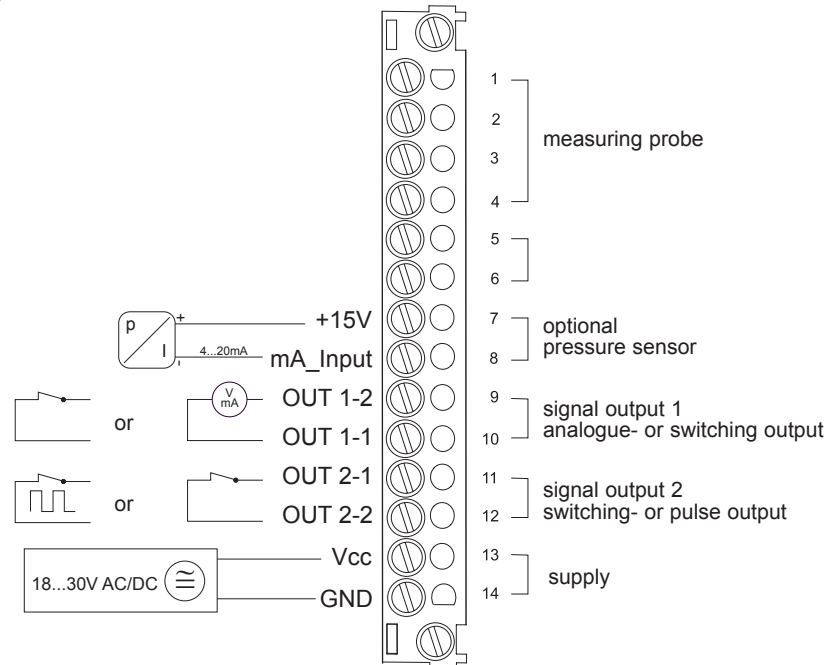 1
2
3
measuring probe
4
5
6
p
I
+
-
4...20mA
+15V
mA_Input
7
8
optional
pressure sensor
or
V
mA
OUT 1-2
OUT 1-1
9
10
signal output 1
analogue- or switching output
or
OUT 2-1
OUT 2-2
11
12
signal output 2
switching- or pulse output
18...30V AC/DC
≅
Vcc
GND
13
14
supply